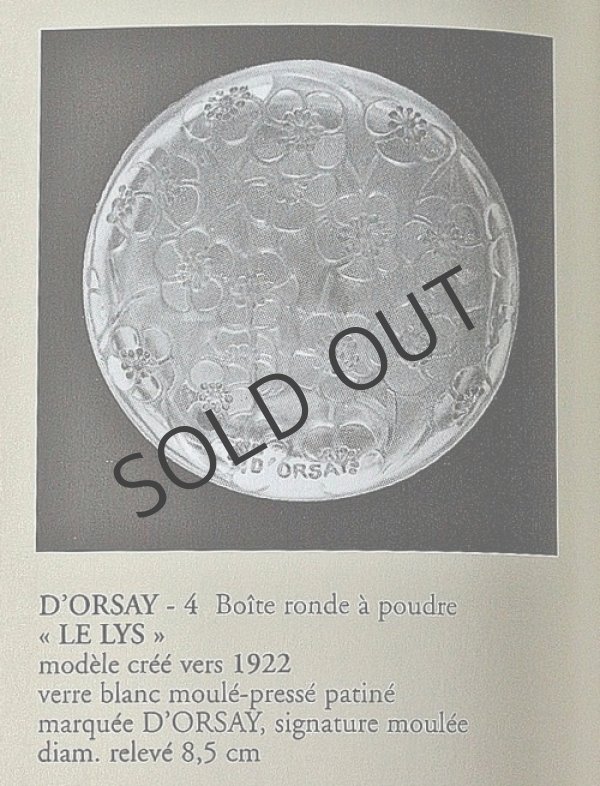 SOLD OUT
D'ORSAY
D'ORSAY - 4 Boîte ronde à poudre
« LE LYS »
modèle créé vers 1922
verre blanc moulé-pressé patiné
marquée D'ORSAY, signature moulée
diam. relevé 8,5 cm